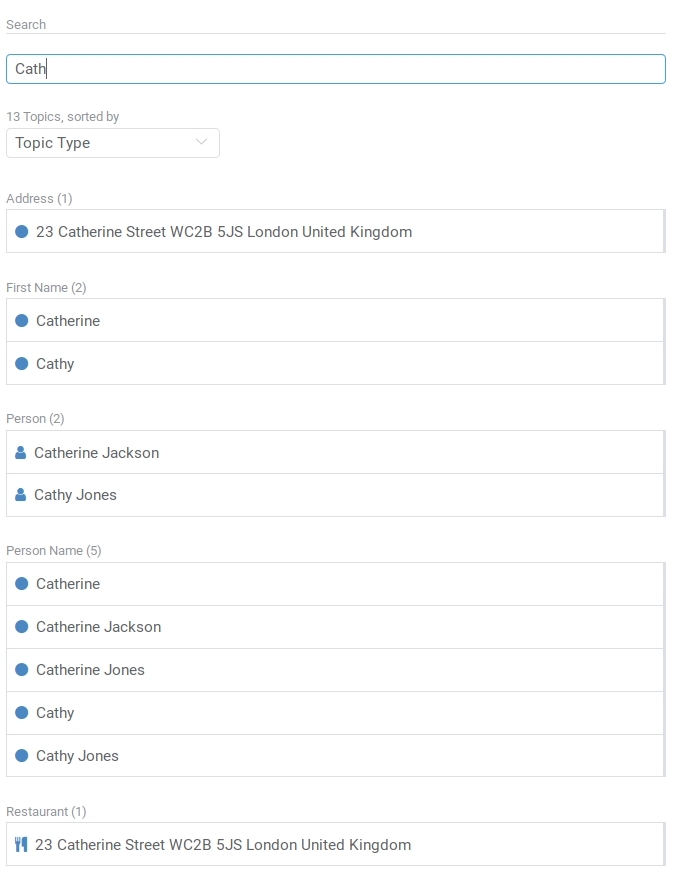 Search
Cath
13 Topics, sorted by
Topic Type
Address (1)
23 Catherine Street WC2B 5JS London United Kingdom
First Name (2)
Catherine
Cathy
Person (2)
Catherine Jackson
Cathy Jones
Person Name (5)
Catherine
Catherine Jackson
Catherine Jones
Cathy
Cathy Jones
Restaurant (1)
23 Catherine Street WC2B 5JS London United Kingdom